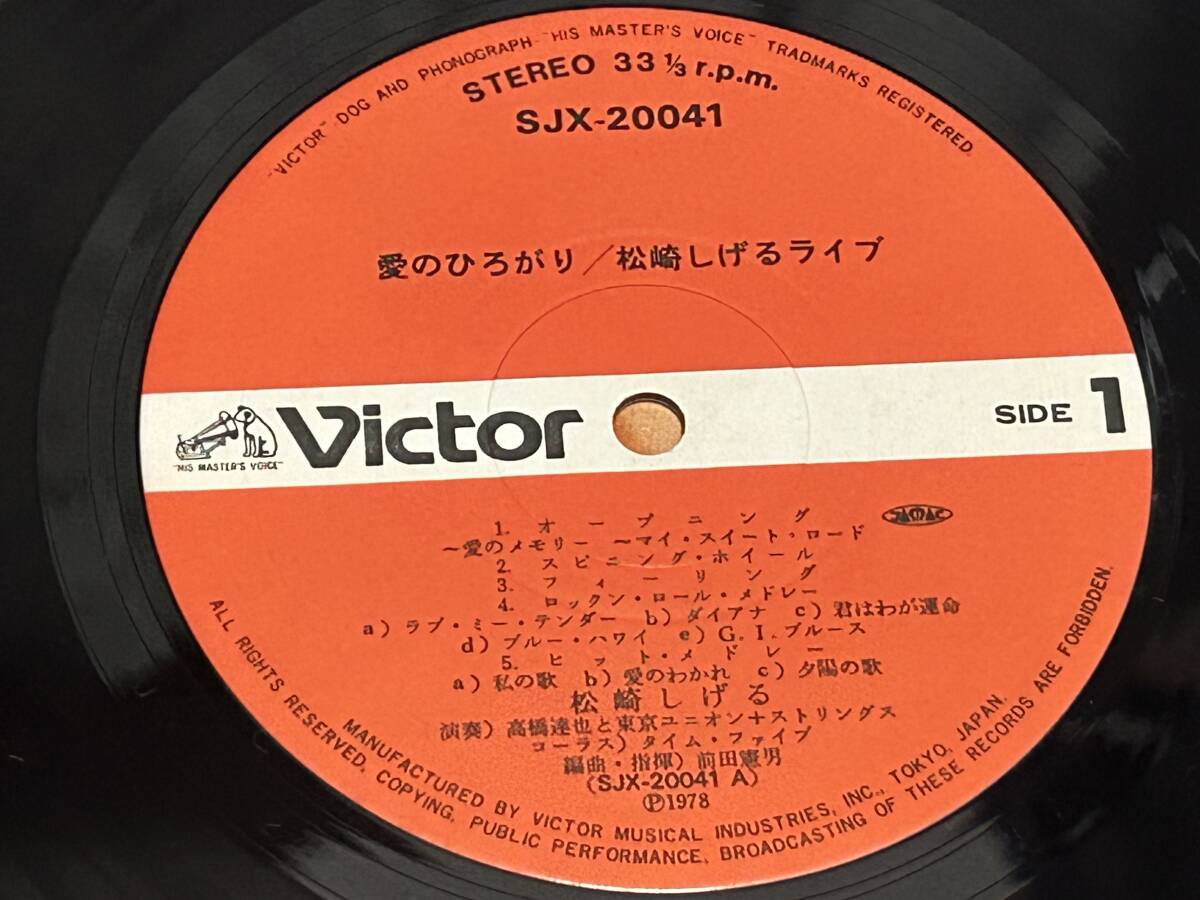 "VICTOR" DOG AND PHONOGRAPH "HIS MASTER'S VOICE" TRADMARKS REGISTERED.
STEREO 33 ⅓ r.p.m.
SJX-20041
愛のひろがり／松崎しげるライブ
"HIS MASTER'S VOICE"
Victor
SIDE 1
JASRAC
1. オープニング
～愛のメモリー ～マイ・スイート・ロード
2. スピニング・ホイール
3. フィーリング
4. ロックン・ロール・メドレー
a) ラブ・ミー・テンダー b) ダイアナ c) 君はわが運命
d) ブルー・ハワイ e) G.I.ブルース
5. ヒット・メドレー
a) 私の歌 b) 愛のわかれ c) 夕陽の歌
松崎しげる
演奏) 高橋達也と東京ユニオン+ストリングス
コーラス) タイム・ファイブ
編曲・指揮) 前田憲男
(SJX-20041 A)
Ⓟ1978
MANUFACTURED BY VICTOR MUSICAL INDUSTRIES, INC., TOKYO, JAPAN.
ALL RIGHTS RESERVED, COPYING, PUBLIC PERFORMANCE, BROADCASTING OF THESE RECORDS ARE FORBIDDEN.